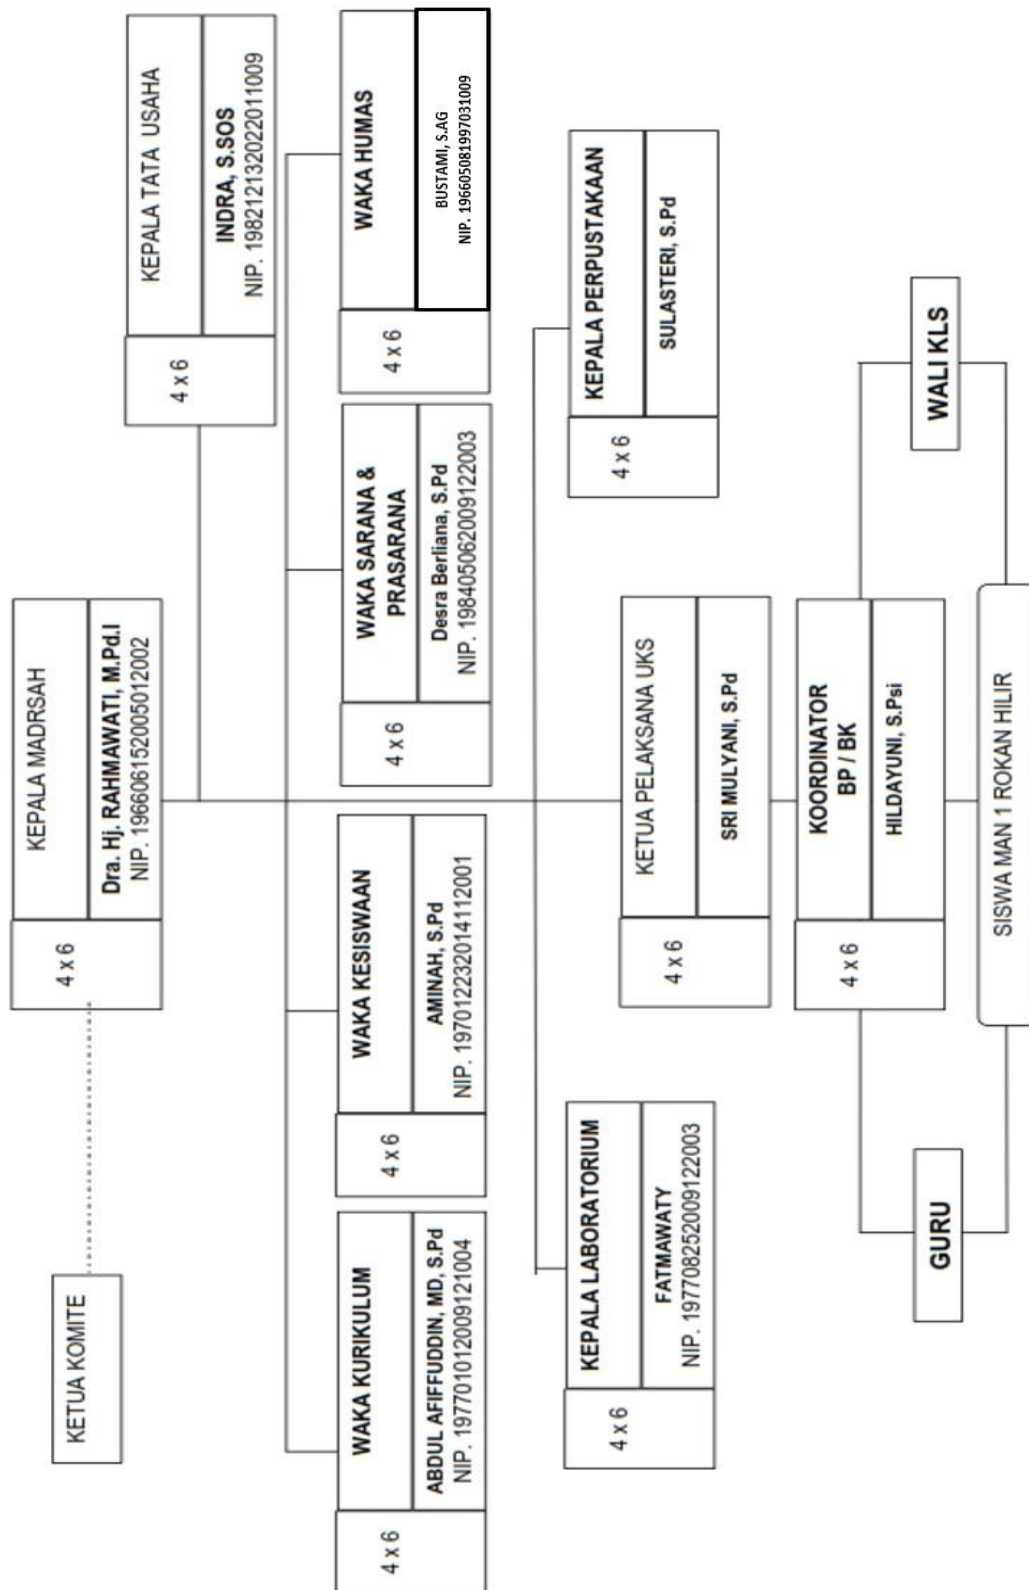 KEPALA MADRSAH
4 x 6
Dra. Hj. RAHMAWATI, M.Pd.I
NIP. 196606152005012002
KETUA KOMITE
KEPALA TATA USAHA
4 x 6
INDRA, S.SOS
NIP. 198212132022011009
WAKA KURIKULUM
4 x 6
ABDUL AFIFFUDDIN, MD, S.Pd
NIP. 197701012009121004
WAKA KESISWAAN
4 x 6
AMINAH, S.Pd
NIP. 197012232014112001
WAKA SARANA &
PRASARANA
4 x 6
Desra Berliana, S.Pd
NIP. 198405062009122003
WAKA HUMAS
4 x 6
BUSTAMI, S.AG
NIP. 196605081997031009
KEPALA LABORATORIUM
4 x 6
FATMAWATY
NIP. 197708252009122003
KETUA PELAKSANA UKS
4 x 6
SRI MULYANI, S.Pd
KEPALA PERPUSTAKAAN
4 x 6
SULASTERI, S.Pd
KOORDINATOR
BP / BK
4 x 6
HILDAYUNI, S.Psi
GURU
WALI KLS
SISWA MAN 1 ROKAN HILIR